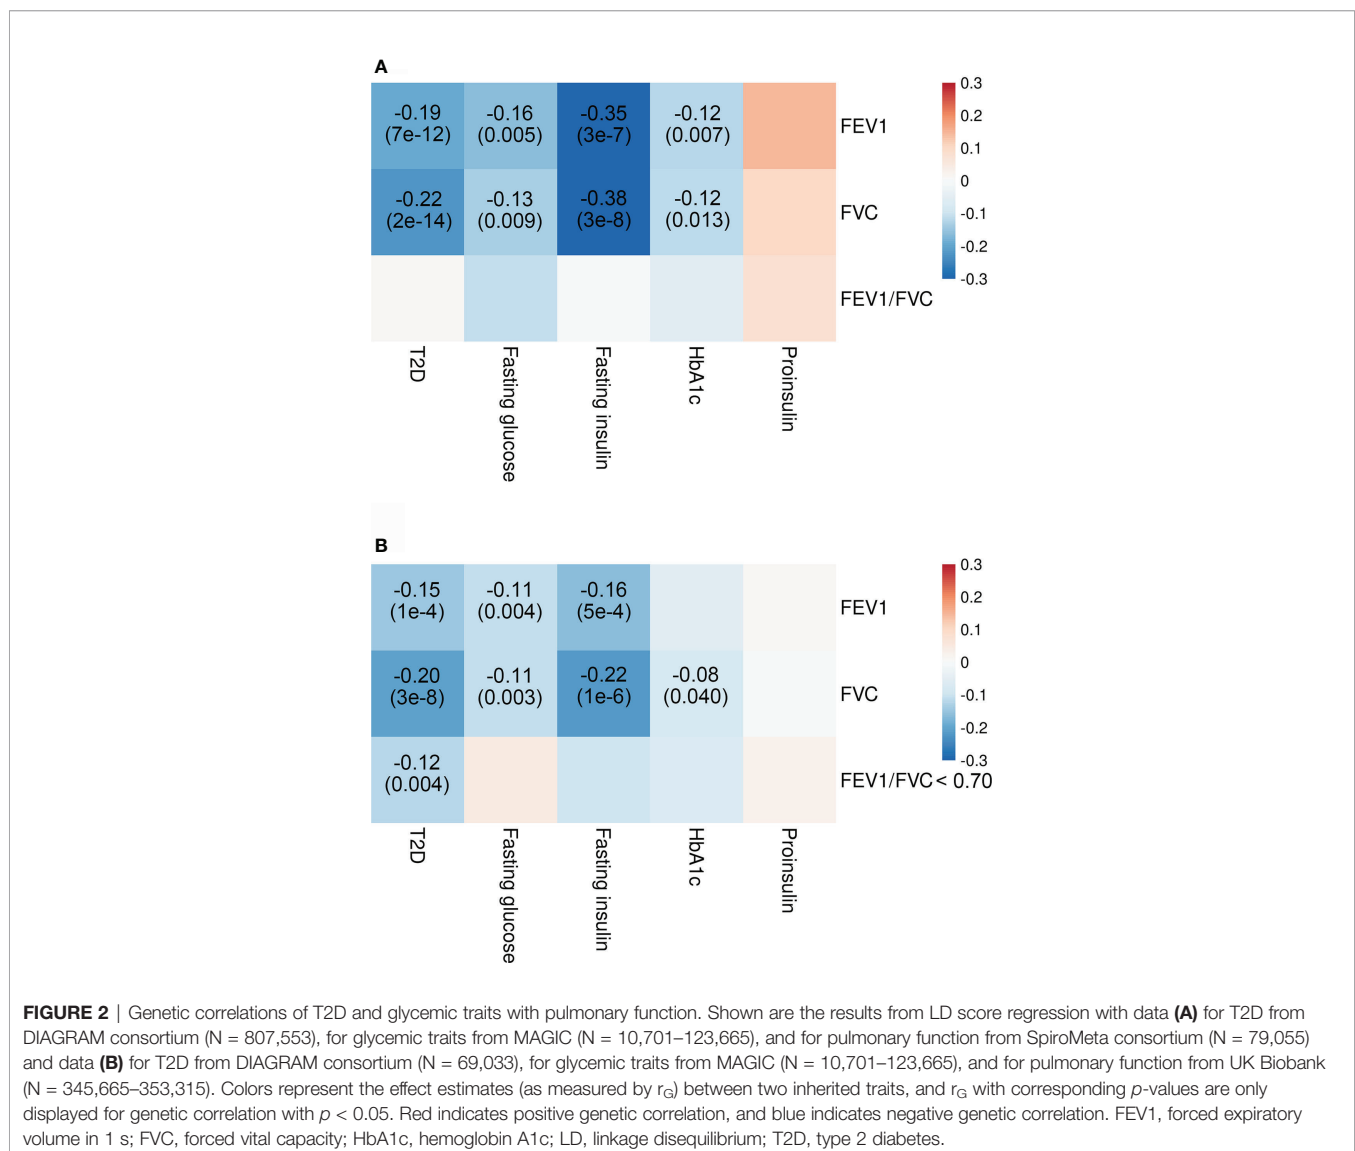 A
-0.19 -0.16 -0.35 -0.12
(7e-12) (0.005) (3e-7) (0.007)
FEV1
-0.22 -0.13 -0.38 -0.12
(2e-14) (0.009) (3e-8) (0.013)
FVC
FEV1/FVC
T2D
Fasting glucose
Fasting insulin
HbA1c
Proinsulin
0.3
0.2
0.1
0
-0.1
-0.2
-0.3
B
-0.15 -0.11 -0.16
(1e-4) (0.004) (5e-4)
FEV1
-0.20 -0.11 -0.22 -0.08
(3e-8) (0.003) (1e-6) (0.040)
FVC
-0.12
(0.004)
FEV1/FVC < 0.70
T2D
Fasting glucose
Fasting insulin
HbA1c
Proinsulin
0.3
0.2
0.1
0
-0.1
-0.2
-0.3
FIGURE 2 | Genetic correlations of T2D and glycemic traits with pulmonary function. Shown are the results from LD score regression with data (A) for T2D from
DIAGRAM consortium (N = 807,553), for glycemic traits from MAGIC (N = 10,701–123,665), and for pulmonary function from SpiroMeta consortium (N = 79,055)
and data (B) for T2D from DIAGRAM consortium (N = 69,033), for glycemic traits from MAGIC (N = 10,701–123,665), and for pulmonary function from UK Biobank
(N = 345,665–353,315). Colors represent the effect estimates (as measured by rG) between two inherited traits, and rG with corresponding p-values are only
displayed for genetic correlation with p < 0.05. Red indicates positive genetic correlation, and blue indicates negative genetic correlation. FEV1, forced expiratory
volume in 1 s; FVC, forced vital capacity; HbA1c, hemoglobin A1c; LD, linkage disequilibrium; T2D, type 2 diabetes.